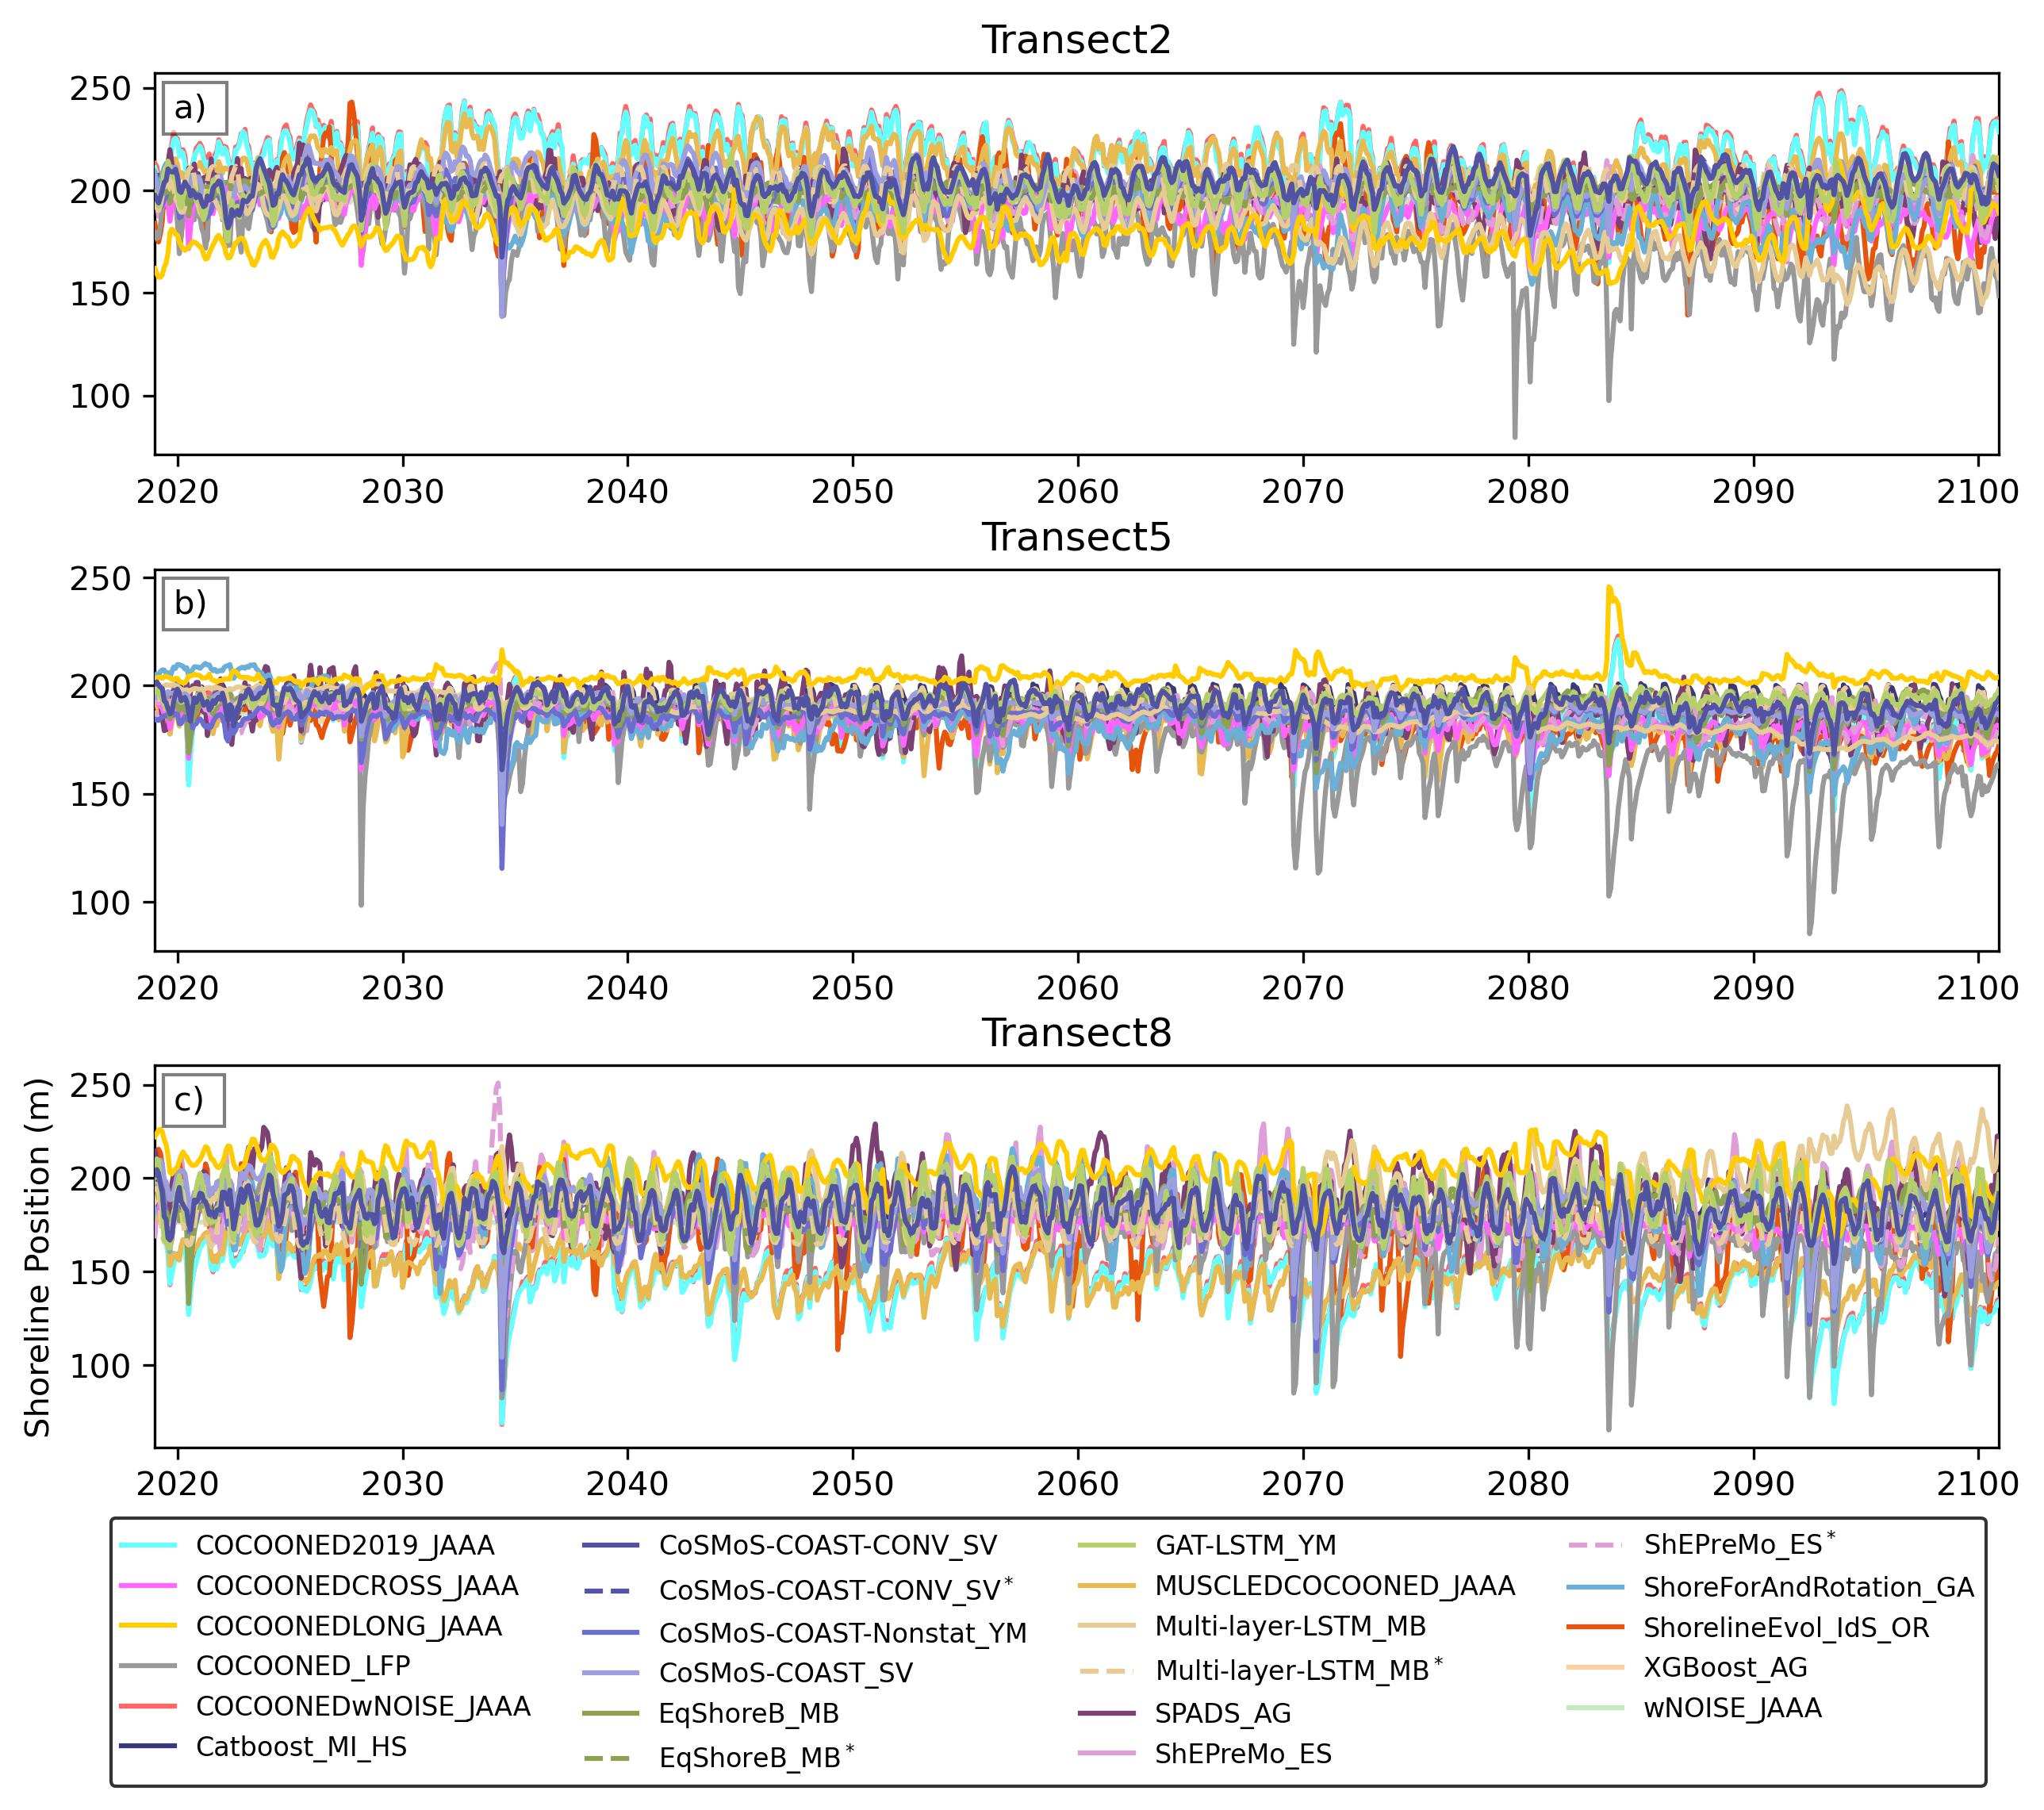 Transect2
a)
250
200
150
100
2020 2030 2040 2050 2060 2070 2080 2090 2100
Transect5
b)
250
200
150
100
2020 2030 2040 2050 2060 2070 2080 2090 2100
Transect8
c)
Shoreline Position (m)
250
200
150
100
2020 2030 2040 2050 2060 2070 2080 2090 2100
COCOONED2019_JAAA
COCOONEDCROSS_JAAA
COCOONEDLONG_JAAA
COCOONED_LFP
COCOONEDwNOISE_JAAA
Catboost_MI_HS
CoSMoS-COAST-CONV_SV
CoSMoS-COAST-CONV_SV*
CoSMoS-COAST-Nonstat_YM
CoSMoS-COAST_SV
EqShoreB_MB
EqShoreB_MB*
GAT-LSTM_YM
MUSCLEDCOCOONED_JAAA
Multi-layer-LSTM_MB
Multi-layer-LSTM_MB*
SPADS_AG
ShEPreMo_ES
ShEPreMo_ES*
ShoreForAndRotation_GA
ShorelineEvol_IdS_OR
XGBoost_AG
wNOISE_JAAA